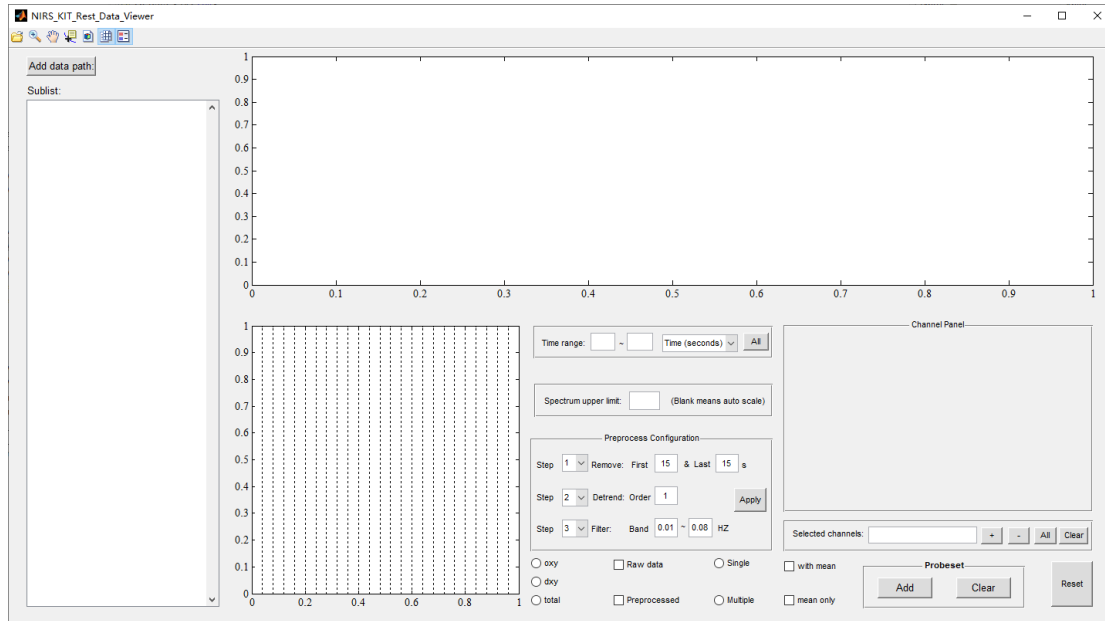 NIRS_KIT_Rest_Data_Viewer
Add data path:
Sublist:
1
0.9
0.8
0.7
0.6
0.5
0.4
0.3
0.2
0.1
0
0 0.1 0.2 0.3 0.4 0.5 0.6 0.7 0.8 0.9 1
1
0.9
0.8
0.7
0.6
0.5
0.4
0.3
0.2
0.1
0
0 0.2 0.4 0.6 0.8 1
Time range: ~ Time (seconds) All
Spectrum upper limit: (Blank means auto scale)
Preprocess Configuration
Step 1 Remove: First 15 & Last 15 s
Step 2 Detrend: Order 1 Apply
Step 3 Filter: Band 0.01 ~ 0.08 HZ
oxy Raw data Single
dxy
total Preprocessed Multiple
Channel Panel
Selected channels: + - All Clear
with mean
mean only
Probeset
Add Clear
Reset